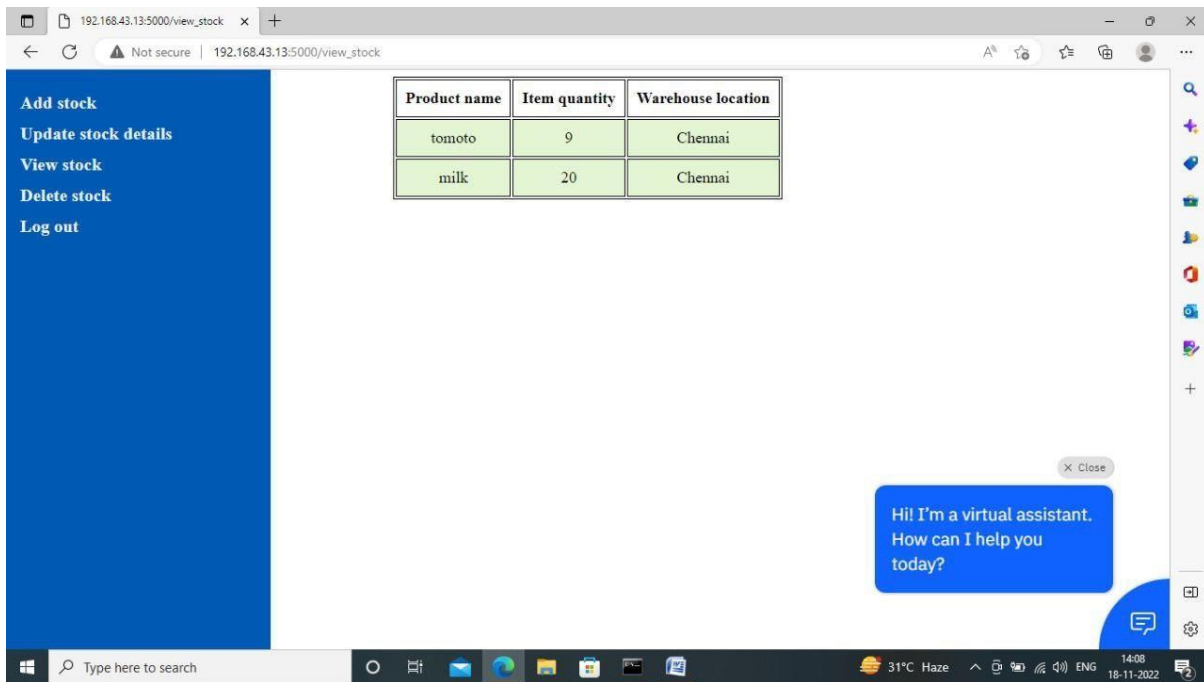 192.168.43.13:5000/view_stock
Not secure | 192.168.43.13:5000/view_stock
Add stock
Update stock details
View stock
Delete stock
Log out
Product name Item quantity Warehouse location
tomoto 9 Chennai
milk 20 Chennai
Close
Hi! I'm a virtual assistant.
How can I help you
today?
Type here to search
31°C Haze
ENG
14:08
18-11-2022
2